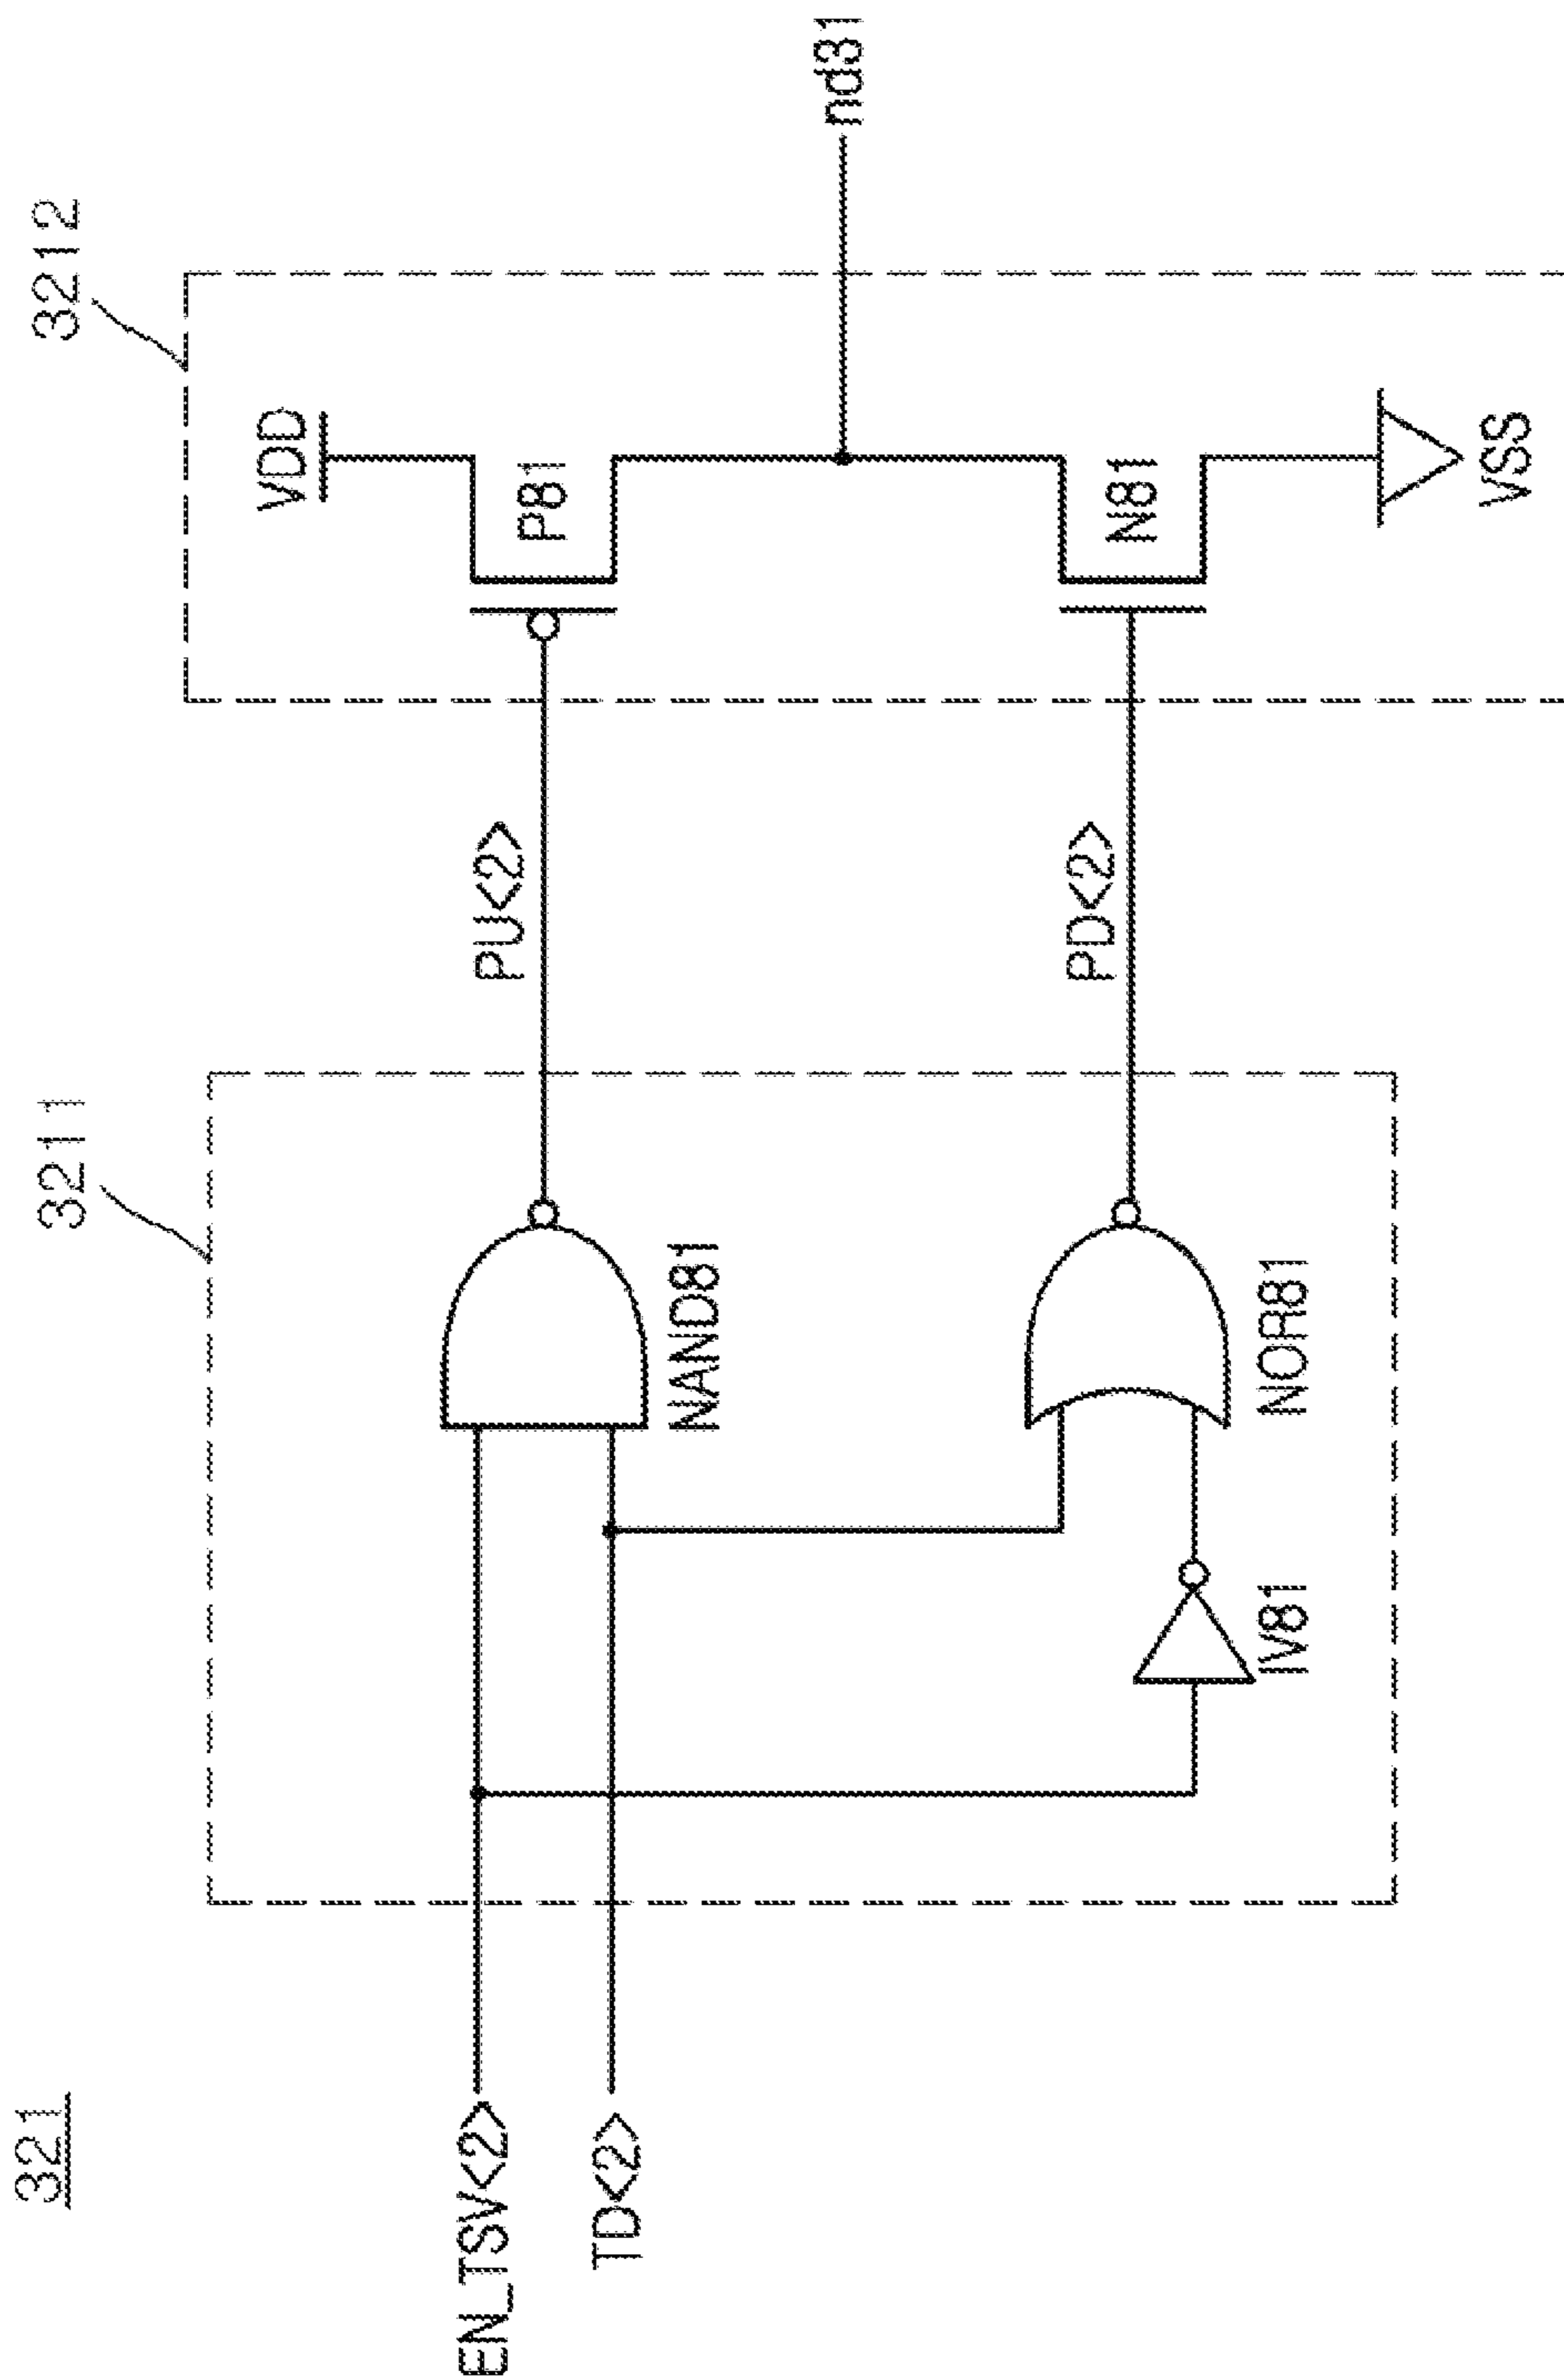 321
3211
3212
EN_TSV<2>
TD<2>
NAND81
IV81
NOR81
PU<2>
PD<2>
VDD
P81
nd31
N81
VSS